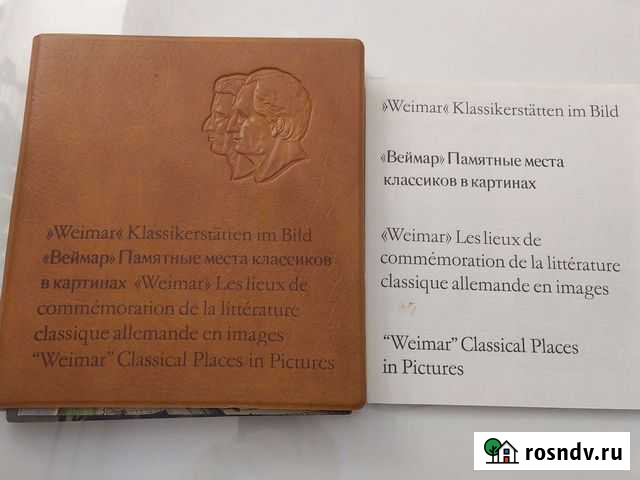 »Weimar« Klassikerstätten im Bild
«Веймар» Памятные места классиков
в картинах «Weimar» Les lieux de
commémoration de la littérature
classique allemande en images
“Weimar” Classical Places in Pictures
»Weimar« Klassikerstätten im Bild
«Веймар» Памятные места
классиков в картинах
«Weimar» Les lieux de
commémoration de la littérature
classique allemande en images
“Weimar” Classical Places
in Pictures
rosndv.ru